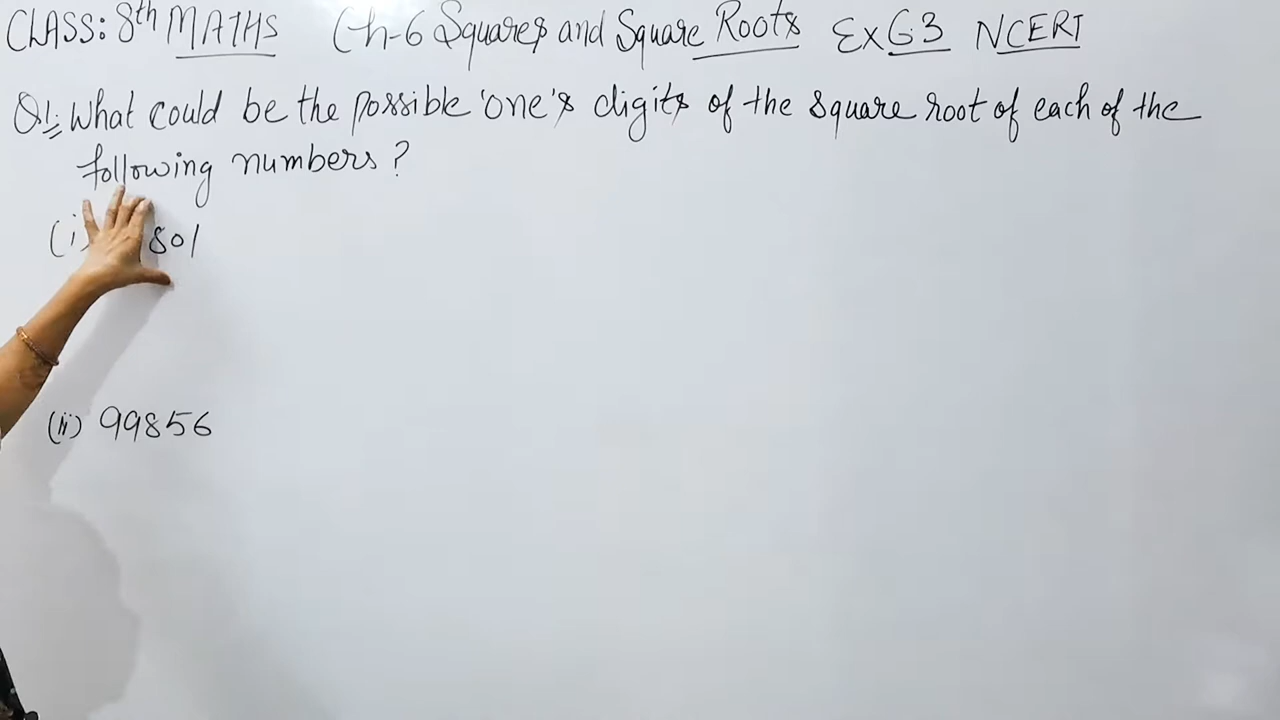 CLASS: 8th MATHS Ch-6 Squares and Square Roots Ex 6.3 NCERT
Q1. What could be the possible 'one's digits of the square root of each of the
following numbers?
(i) 801
(ii) 99856